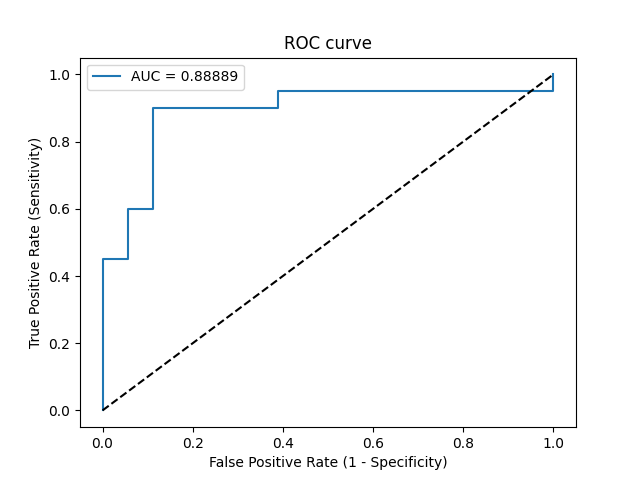 ROC curve
AUC = 0.88889
True Positive Rate (Sensitivity)
1.0
0.8
0.6
0.4
0.2
0.0
0.0 0.2 0.4 0.6 0.8 1.0
False Positive Rate (1 - Specificity)